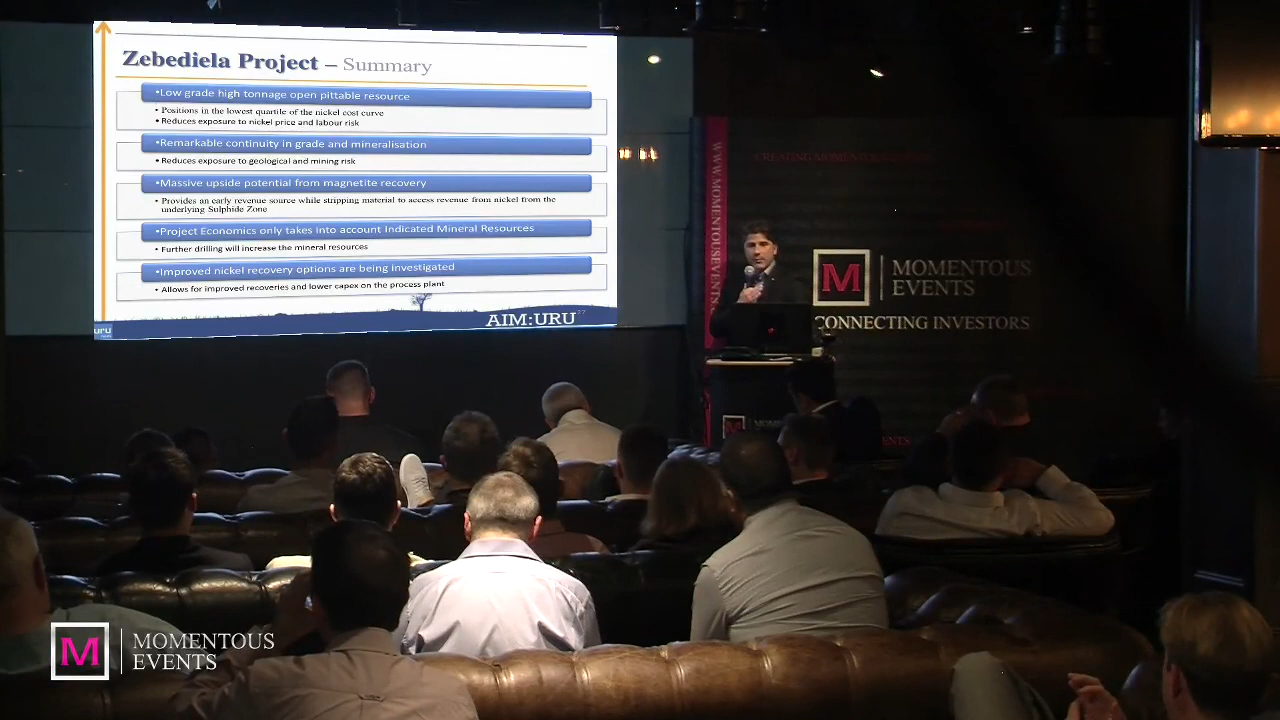 Zebediela Project – Summary
•Low grade high tonnage open pittable resource
• Positions in the lowest quartile of the nickel cost curve
• Reduces exposure to nickel price and labour risk
•Remarkable continuity in grade and mineralisation
• Reduces exposure to geological and mining risk
•Massive upside potential from magnetite recovery
• Provides an early revenue source while stripping material to access revenue from nickel from the
underlying Sulphide Zone
•Project Economics only takes into account Indicated Mineral Resources
• Further drilling will increase the mineral resources
•Improved nickel recovery options are being investigated
• Allows for improved recoveries and lower capex on the process plant
AIM:URU
27
uru
WWW.MOMENTOUSEVENTS.
CREATING
M
MOMENTOUS
EVENTS
CONNECTING INVESTORS
M
M
MOMENTOUS
EVENTS